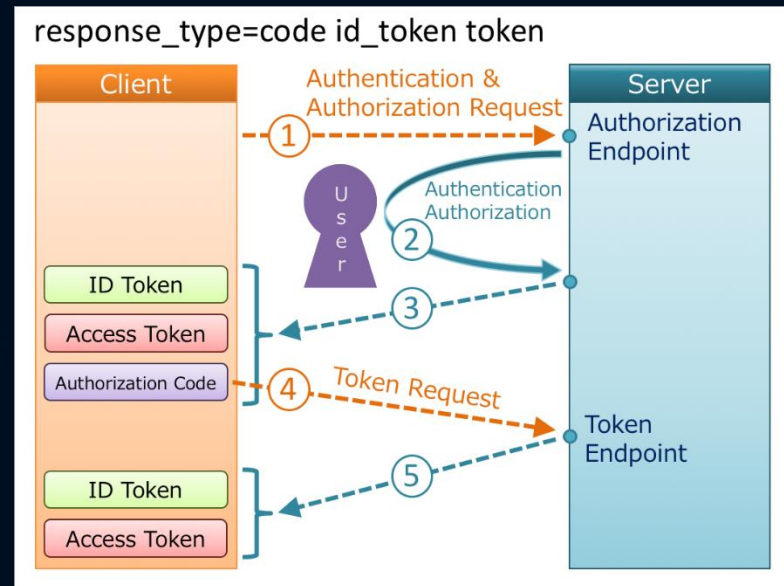 response_type=code id_token token
Client
Authentication &
Authorization Request
Server
1
Authorization
Endpoint
User
Authentication
Authorization
2
ID Token
3
Access Token
Authorization Code
4
Token Request
Token
Endpoint
5
ID Token
Access Token